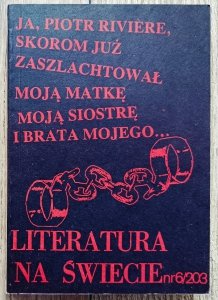 JA, PIOTR RIVIÈRE,
SKOROM JUŻ
ZASZLACHTOWAŁ
MOJĄ MATKĘ
MOJĄ SIOSTRĘ
I BRATA MOJEGO...
LITERATURA
NA ŚWIECIE nr6/203